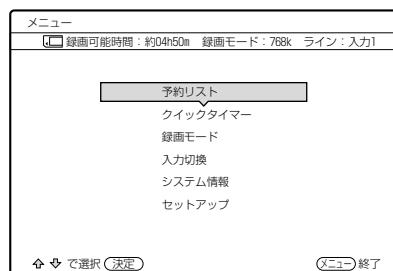 メニュー
録画可能時間：約04h50m 録画モード：768k ライン：入力1
予約リスト
クイックタイマー
録画モード
入力切換
システム情報
セットアップ
で選択 決定 メニュー 終了